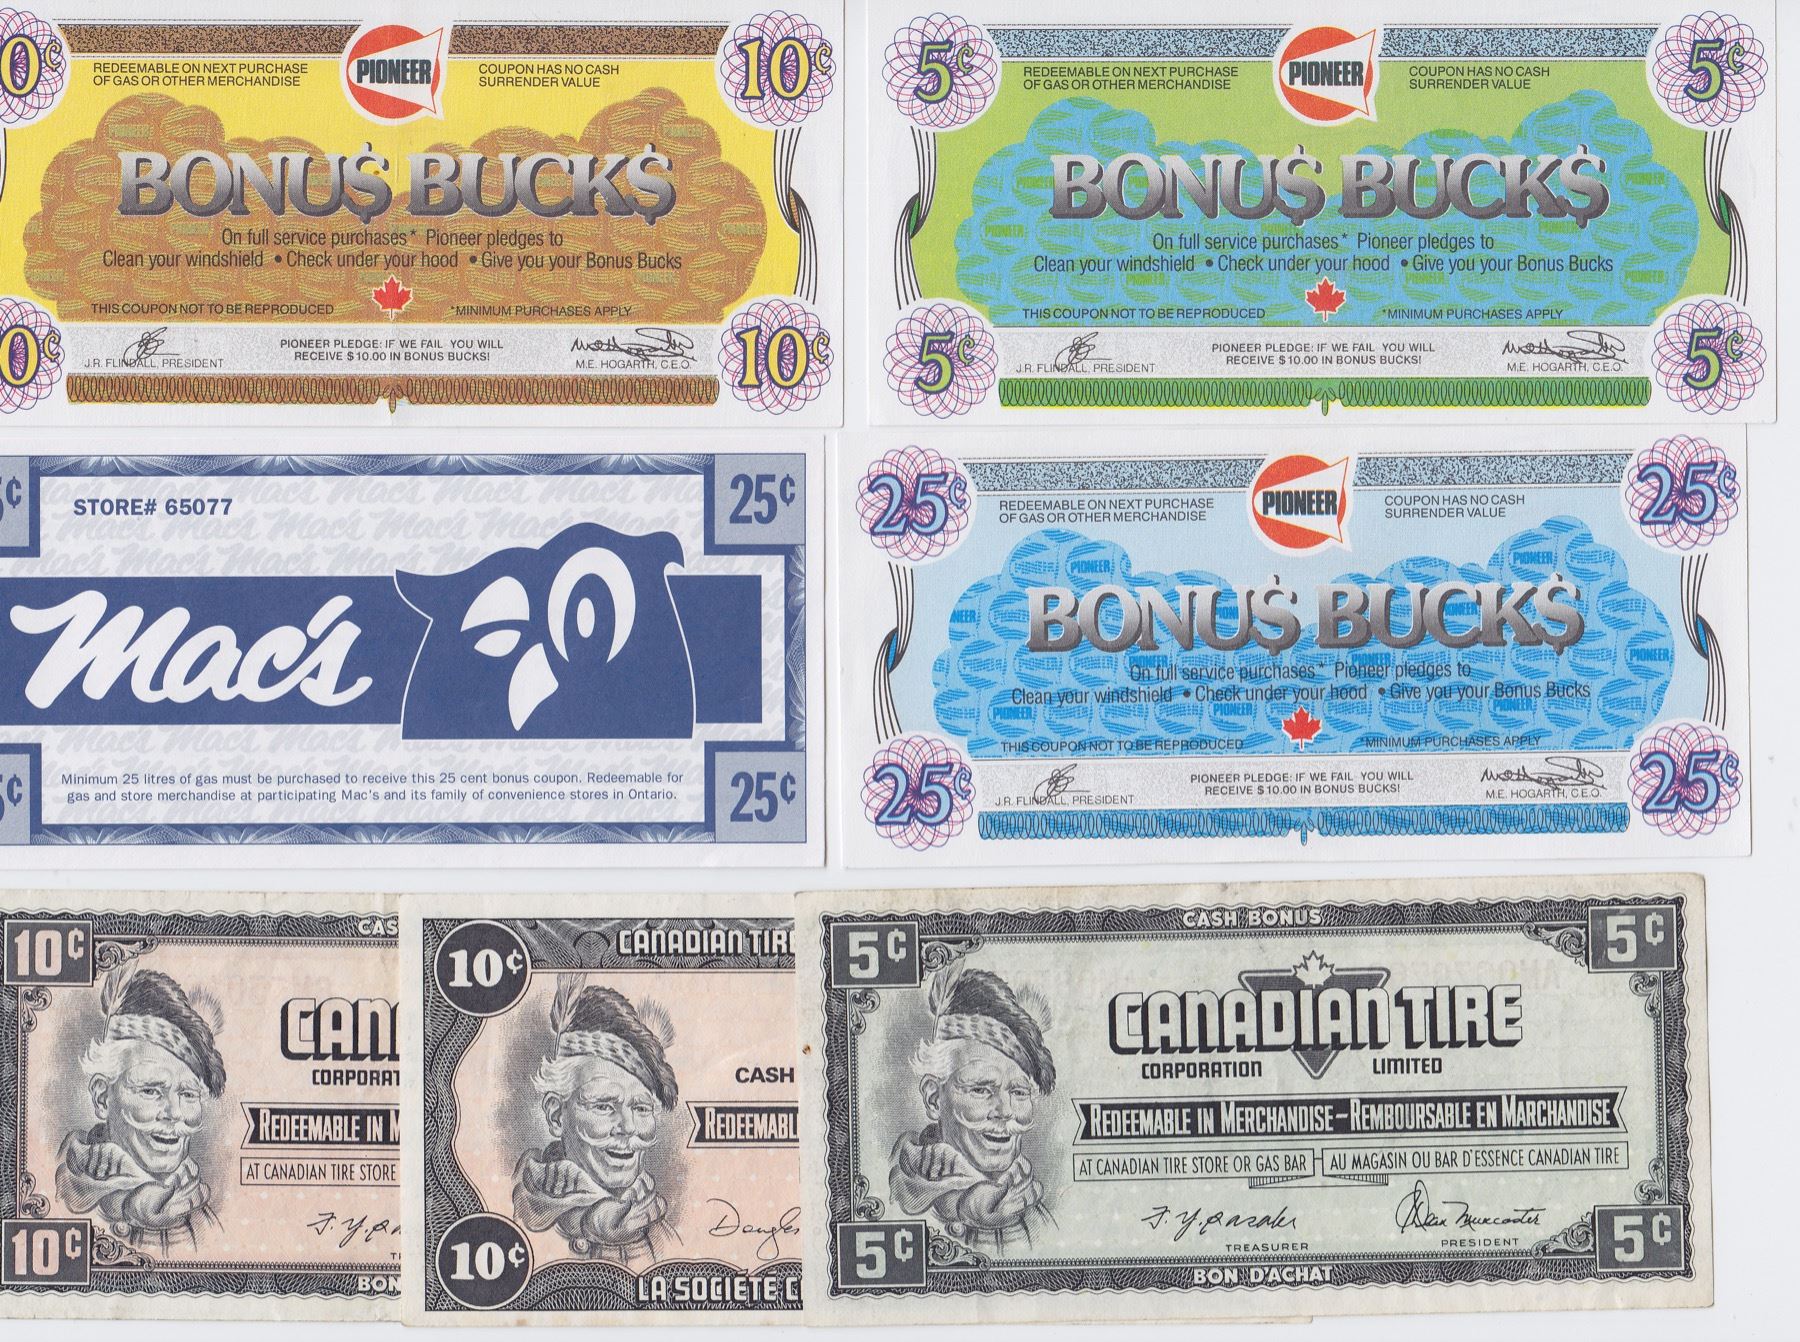 10¢
REDEEMABLE ON NEXT PURCHASE
OF GAS OR OTHER MERCHANDISE
PIONEER
COUPON HAS NO CASH
SURRENDER VALUE
BONU$ BUCK$
On full service purchases* Pioneer pledges to
Clean your windshield • Check under your hood • Give you your Bonus Bucks
THIS COUPON NOT TO BE REPRODUCED
*MINIMUM PURCHASES APPLY
J.R. FLINDALL, PRESIDENT
PIONEER PLEDGE: IF WE FAIL YOU WILL
RECEIVE $10.00 IN BONUS BUCKS!
M.E. HOGARTH, C.E.O.
0¢
10¢
5¢
5¢
REDEEMABLE ON NEXT PURCHASE
OF GAS OR OTHER MERCHANDISE
PIONEER
COUPON HAS NO CASH
SURRENDER VALUE
BONU$ BUCK$
On full service purchases* Pioneer pledges to
Clean your windshield • Check under your hood • Give you your Bonus Bucks
THIS COUPON NOT TO BE REPRODUCED
*MINIMUM PURCHASES APPLY
J.R. FLINDALL, PRESIDENT
PIONEER PLEDGE: IF WE FAIL YOU WILL
RECEIVE $10.00 IN BONUS BUCKS!
M.E. HOGARTH, C.E.O.
5¢
5¢
5¢
STORE# 65077
25¢
Mac's
Minimum 25 litres of gas must be purchased to receive this 25 cent bonus coupon. Redeemable for
gas and store merchandise at participating Mac's and its family of convenience stores in Ontario.
5¢
25¢
25¢
25¢
REDEEMABLE ON NEXT PURCHASE
OF GAS OR OTHER MERCHANDISE
PIONEER
COUPON HAS NO CASH
SURRENDER VALUE
BONU$ BUCK$
On full service purchases* Pioneer pledges to
Clean your windshield • Check under your hood • Give you your Bonus Bucks
THIS COUPON NOT TO BE REPRODUCED
*MINIMUM PURCHASES APPLY
J.R. FLINDALL, PRESIDENT
PIONEER PLEDGE: IF WE FAIL YOU WILL
RECEIVE $10.00 IN BONUS BUCKS!
M.E. HOGARTH, C.E.O.
25¢
25¢
10¢
CAS
CAN
CORPORAT
REDEEMABLE IN M
AT CANADIAN TIRE STORE
10¢
BON
10¢
CANADIAN TIRE
CASH
REDEEMABL
Douglas
10¢
LA SOCIÉTÉ C
5¢
CASH BONUS
5¢
CANADIAN TIRE
CORPORATION LIMITED
REDEEMABLE IN MERCHANDISE – REMBOURSABLE EN MARCHANDISE
AT CANADIAN TIRE STORE OR GAS BAR
AU MAGASIN OU BAR D'ESSENCE CANADIAN TIRE
Dean Muncaster
TREASURER
PRESIDENT
5¢
BON D'ACHAT
5¢